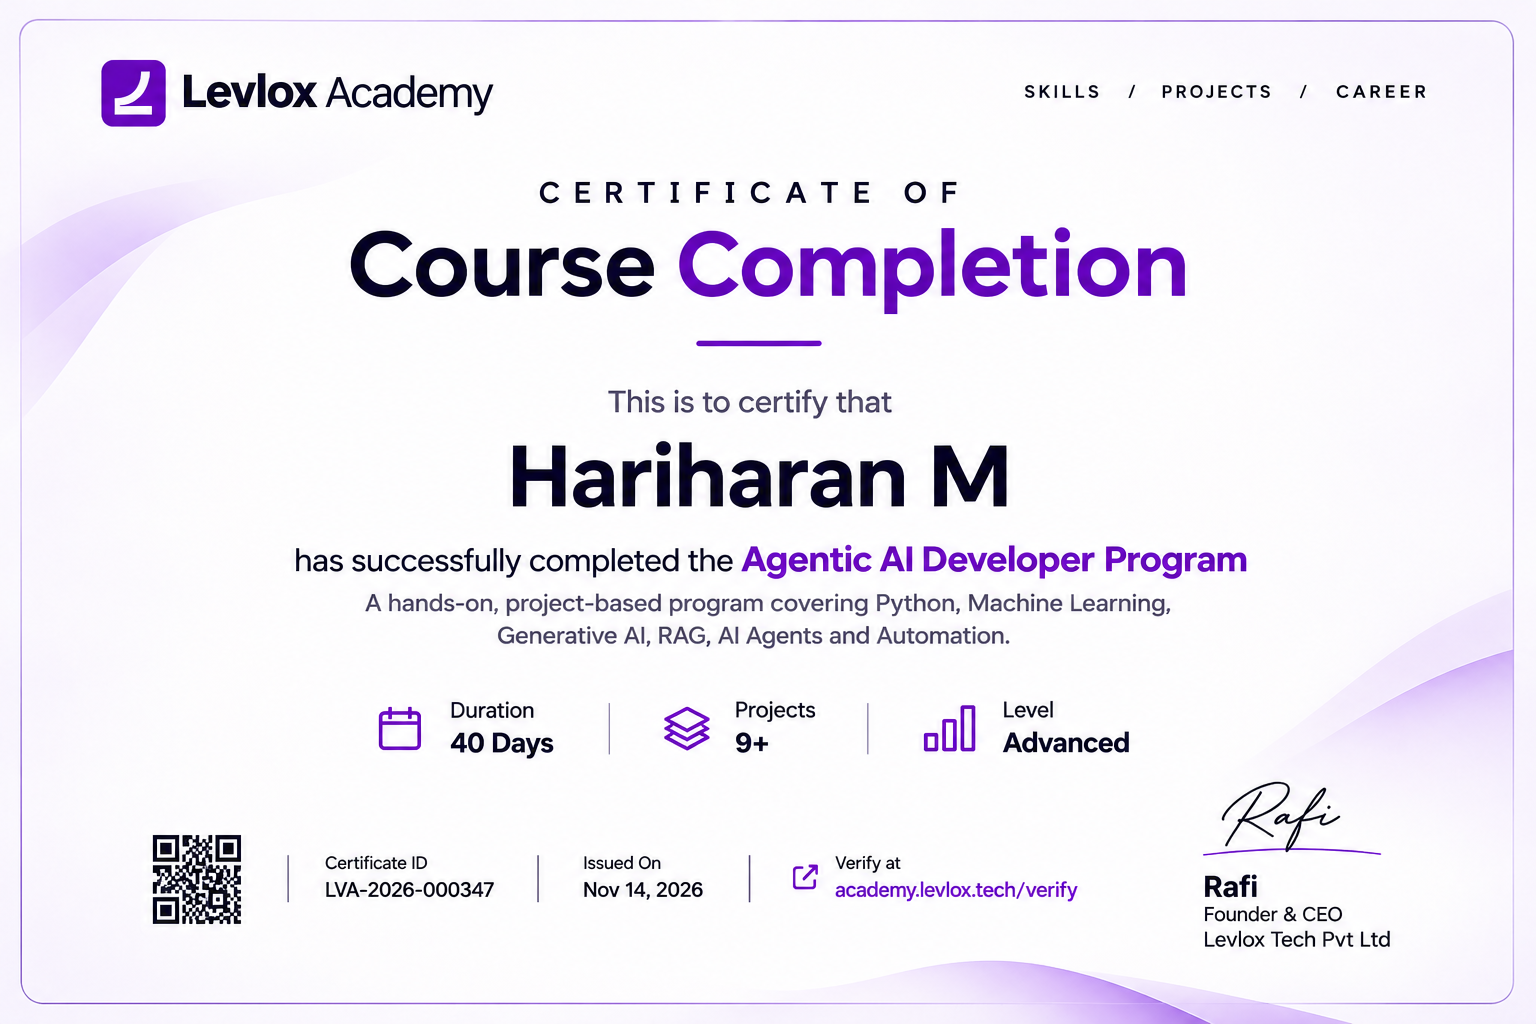 Levlox Academy
SKILLS / PROJECTS / CAREER
CERTIFICATE OF
Course Completion
This is to certify that
Hariharan M
has successfully completed the Agentic AI Developer Program
A hands-on, project-based program covering Python, Machine Learning,
Generative AI, RAG, AI Agents and Automation.
Duration
40 Days
Projects
9+
Level
Advanced
Certificate ID
LVA-2026-000347
Issued On
Nov 14, 2026
Verify at
academy.levlox.tech/verify
Rafi
Rafi
Founder & CEO
Levlox Tech Pvt Ltd